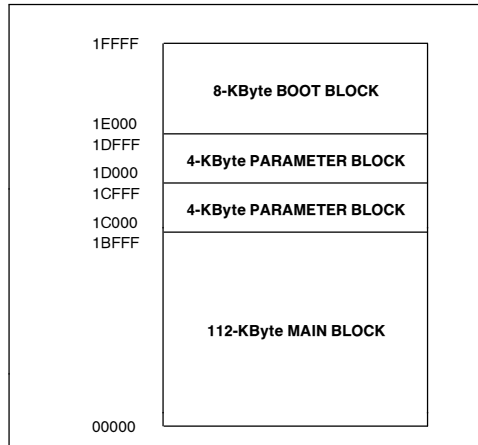 1FFFF
8-KByte BOOT BLOCK
1E000
1DFFF
4-KByte PARAMETER BLOCK
1D000
1CFFF
4-KByte PARAMETER BLOCK
1C000
1BFFF
112-KByte MAIN BLOCK
00000